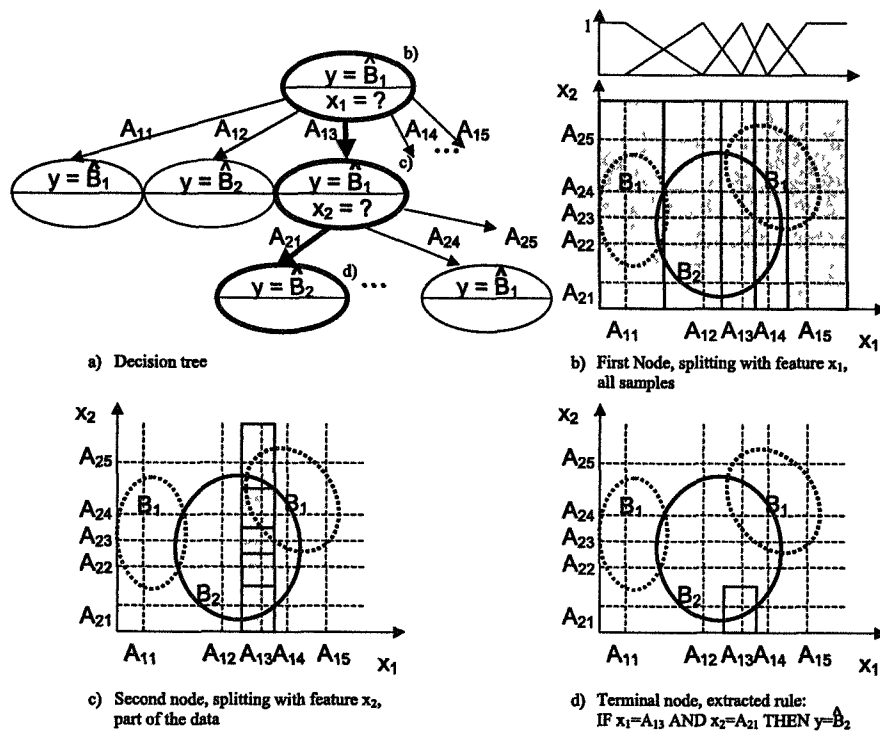 b)
y = B̂1
x1 = ?
A11 A12 A13 A14 A15
...
c)
y = B̂1 y = B̂2 y = B̂1
x2 = ?
A21 A24 A25
d)
y = B̂2 ... y = B̂1
a) Decision tree
1
x2
A25
A24 B1 B1
A23
A22
B2
A21
A11 A12 A13 A14 A15
x1
b) First Node, splitting with feature x1,
all samples
x2
A25
A24 B1 B1
A23
A22
B2
A21
A11 A12 A13 A14 A15
x1
c) Second node, splitting with feature x2,
part of the data
x2
A25
A24 B1 B1
A23
A22
B2
A21
A11 A12 A13 A14 A15
x1
d) Terminal node, extracted rule:
IF x1=A13 AND x2=A21 THEN y=B̂2